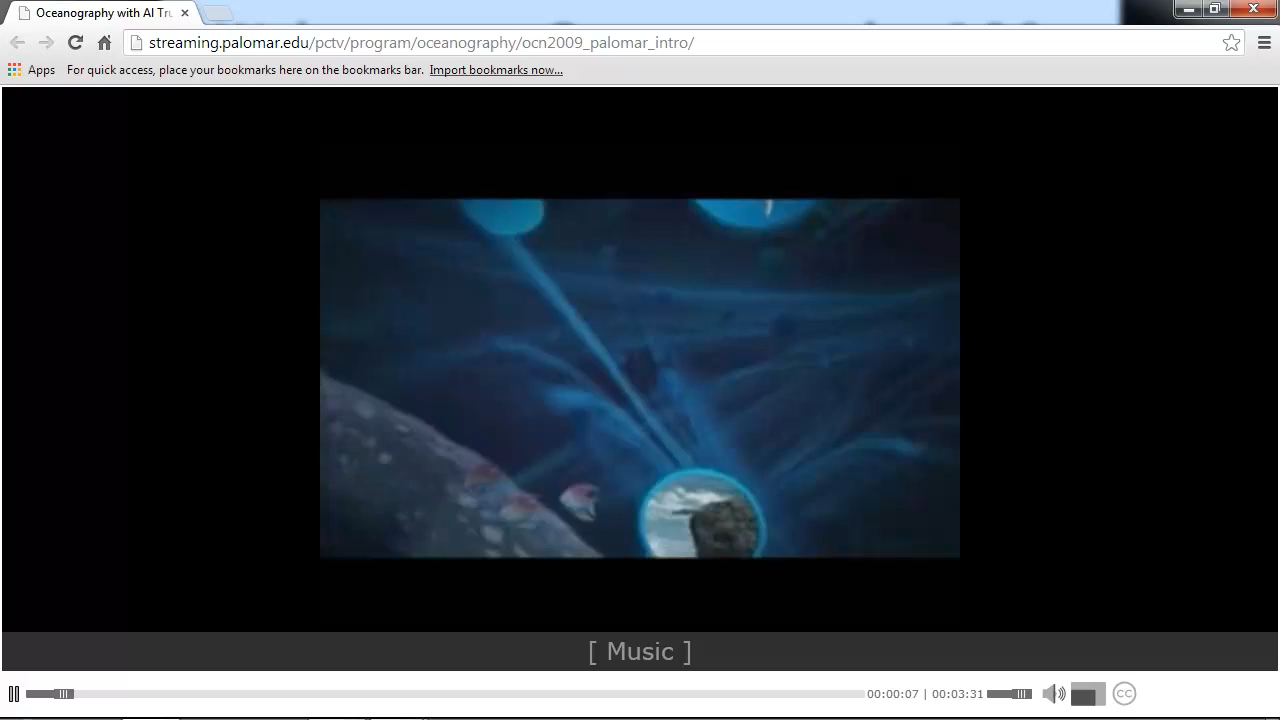 Oceanography with Al Tru
streaming.palomar.edu/pctv/program/oceanography/ocn2009_palomar_intro/
Apps For quick access, place your bookmarks here on the bookmarks bar. Import bookmarks now...
[ Music ]
00:00:07 | 00:03:31
CC